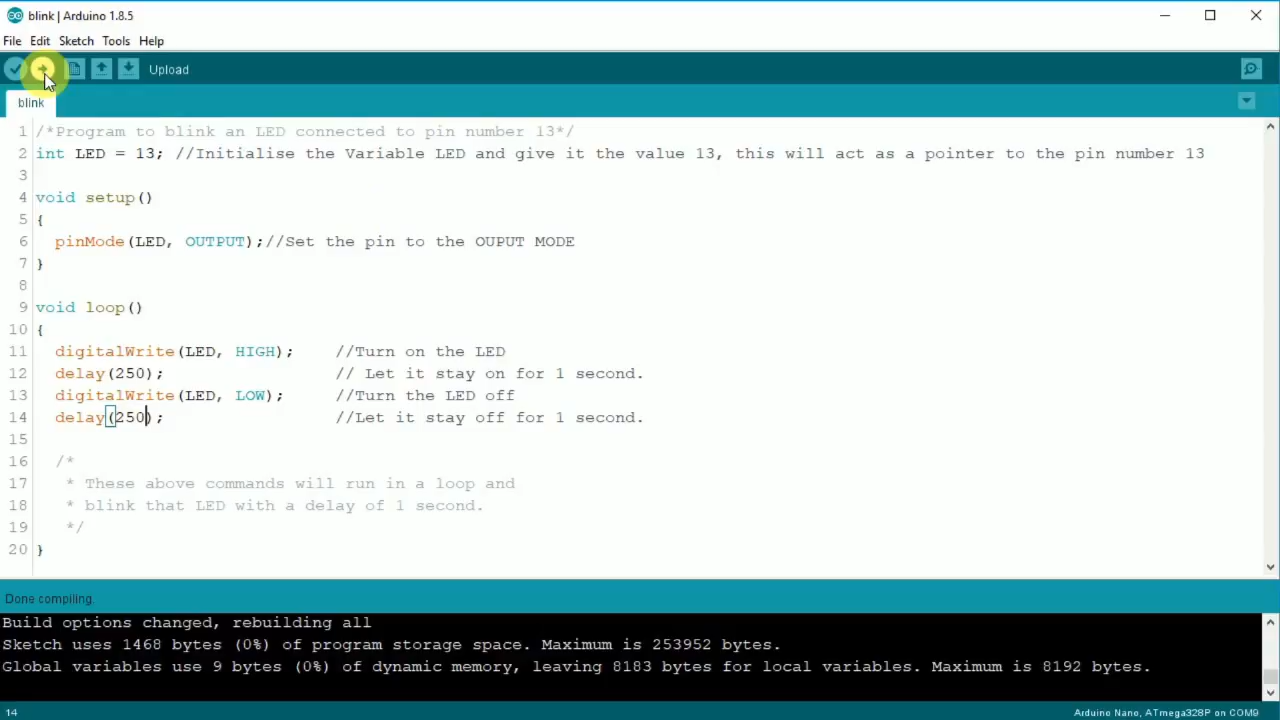 blink | Arduino 1.8.5
File Edit Sketch Tools Help
Upload
blink
1 /*Program to blink an LED connected to pin number 13*/
2 int LED = 13; //Initialise the Variable LED and give it the value 13, this will act as a pointer to the pin number 13
3
4 void setup()
5 {
6 pinMode(LED, OUTPUT);//Set the pin to the OUPUT MODE
7 }
8
9 void loop()
10 {
11 digitalWrite(LED, HIGH); //Turn on the LED
12 delay(250); // Let it stay on for 1 second.
13 digitalWrite(LED, LOW); //Turn the LED off
14 delay(250); //Let it stay off for 1 second.
15
16 /*
17 * These above commands will run in a loop and
18 * blink that LED with a delay of 1 second.
19 */
20 }
Done compiling.
Build options changed, rebuilding all
Sketch uses 1468 bytes (0%) of program storage space. Maximum is 253952 bytes.
Global variables use 9 bytes (0%) of dynamic memory, leaving 8183 bytes for local variables. Maximum is 8192 bytes.
14 Arduino Nano, ATmega328P on COM9